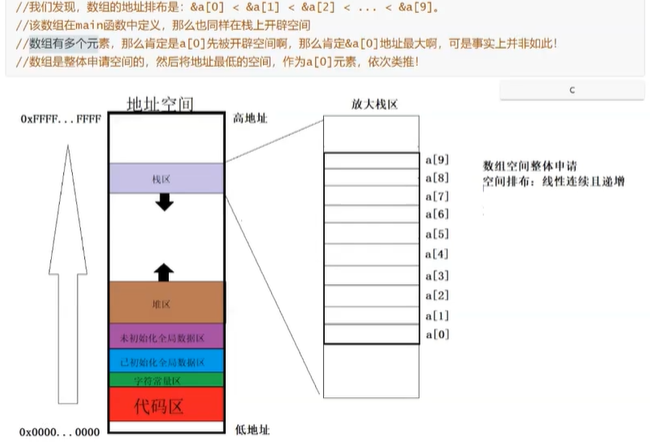 //我们发现，数组的地址排布是：&a[0] < &a[1] < &a[2] < ... < &a[9]。
//该数组在main函数中定义，那么也同样在栈上开辟空间
//数组有多个元素，那么肯定是a[0]先被开辟空间啊，那么肯定&a[0]地址最大啊，可是事实上并非如此！
//数组是整体申请空间的，然后将地址最低的空间，作为a[0]元素，依次类推！
C
地址空间
放大栈区
0xFFFF...FFFF
高地址
栈区
堆区
未初始化全局数据区
已初始化全局数据区
字符常量区
代码区
0x0000...0000
低地址
a[9]
a[8]
a[7]
a[6]
a[5]
a[4]
a[3]
a[2]
a[1]
a[0]
数组空间整体申请
空间排布：线性连续且递增